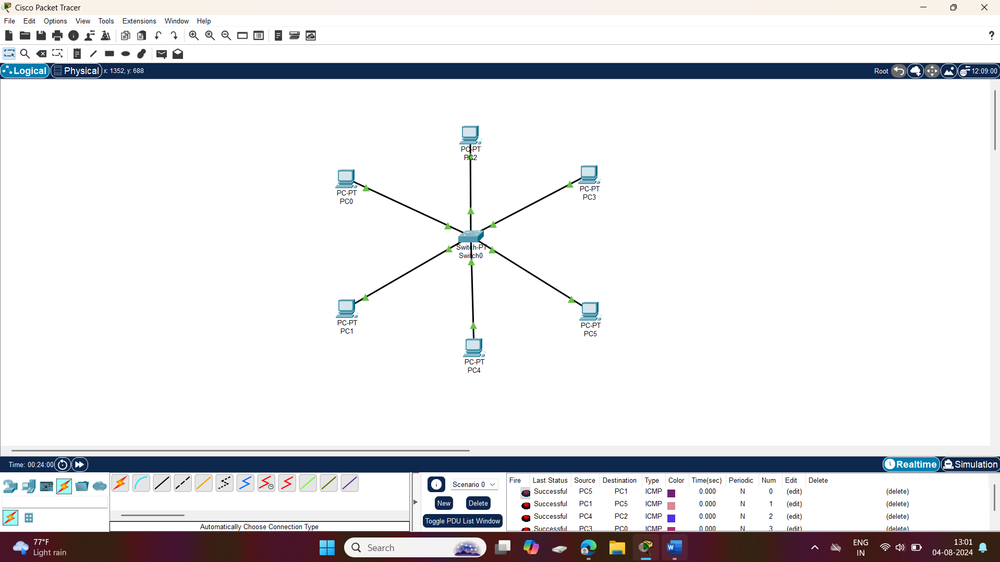 Cisco Packet Tracer
File Edit Options View Tools Extensions Window Help
Logical Physical x: 1352, y: 688 Root 12:09:00
PC-PT
PC2
PC-PT
PC0
PC-PT
PC3
Switch-PT
Switch0
PC-PT
PC1
PC-PT
PC5
PC-PT
PC4
Time: 00:24:00 Realtime Simulation
Scenario 0
New Delete
Toggle PDU List Window
Automatically Choose Connection Type
Fire Last Status Source Destination Type Color Time(sec) Periodic Num Edit Delete
Successful PC5 PC1 ICMP 0.000 N 0 (edit) (delete)
Successful PC1 PC5 ICMP 0.000 N 1 (edit) (delete)
Successful PC4 PC2 ICMP 0.000 N 2 (edit) (delete)
Successful PC3 PC0 ICMP 0.000 N 3 (edit) (delete)
77°F
Light rain
Search
ENG
IN
13:01
04-08-2024